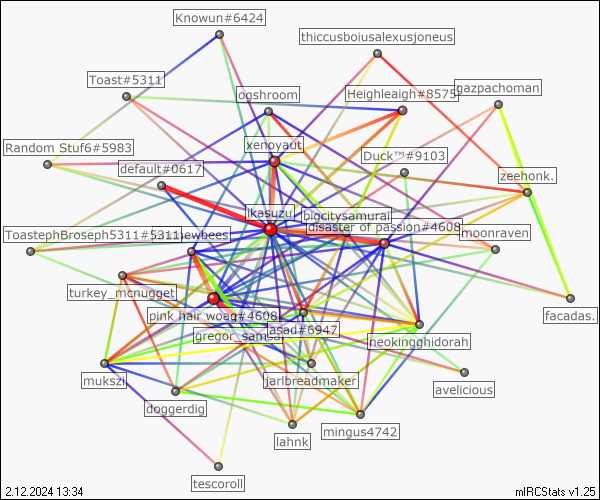 Knowun#6424
thiccusboiusalexusjoneus
Toast#5311
ogshroom
Heighleaigh#8575
gazpachoman
Random Stuf6#5983
xenoyaut
Duck™#9103
default#0617
zeehonk.
ikasuzu
bigcitysamurai
ToastephBroseph5311#5311
newbees
disaster of passion#4608
moonraven
turkey_mcnugget
pink hair woag#4608
facadas.
gregor_samsa
asad#6947
neokingghidorah
mukszi
jarlbreadmaker
avelicious
doggerdig
lahnk
mingus4742
tescoroll
2.12.2024 13:34
mIRCStats v1.25